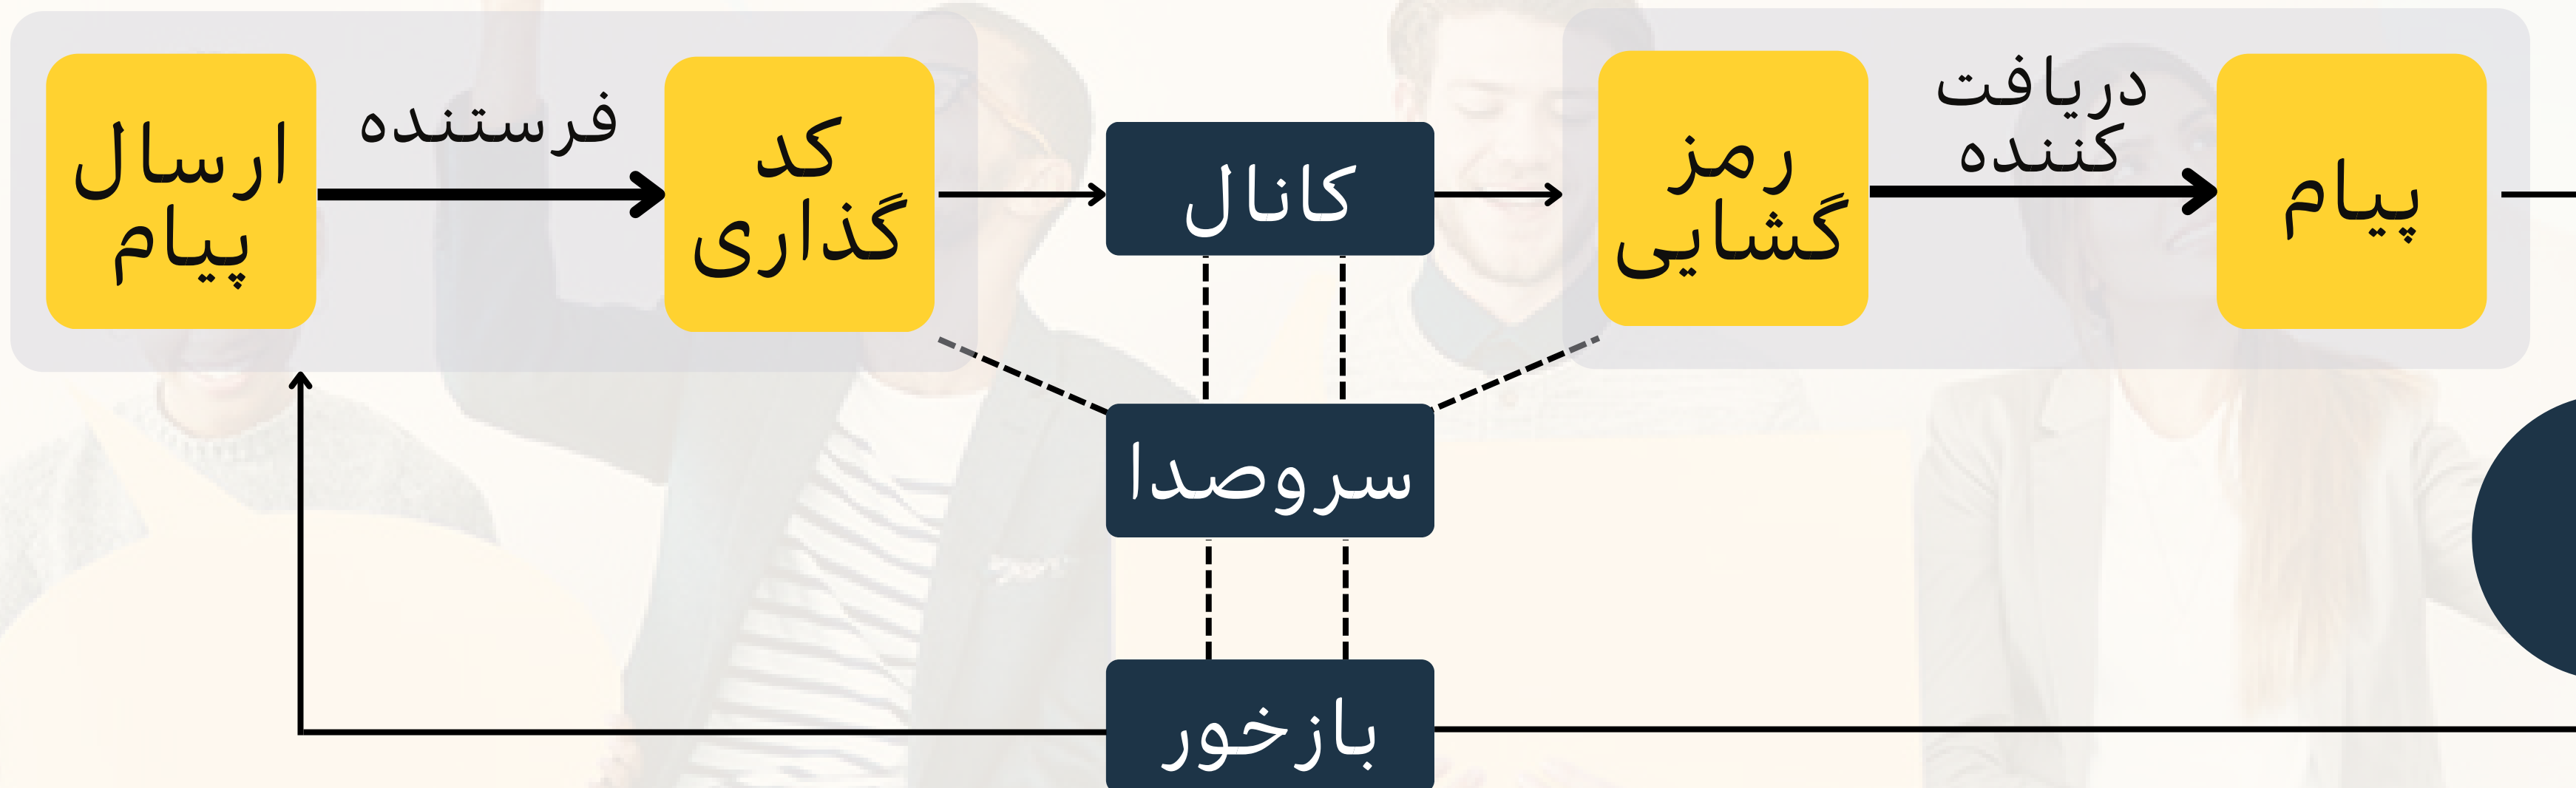 ارسال
پیام
فرستنده
کد
گذاری
کانال
رمز
گشایی
دریافت
کننده
پیام
سروصدا
بازخور